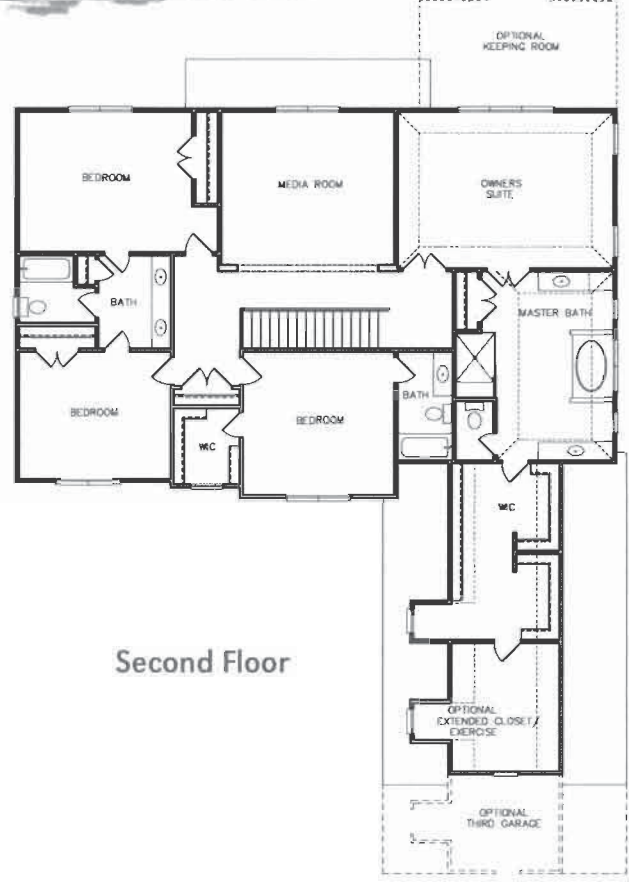 OPTIONAL
KEEPING ROOM
BEDROOM
MEDIA ROOM
OWNERS
SUITE
BATH
MASTER BATH
BEDROOM
BEDROOM
BATH
WIC
WIC
Second Floor
OPTIONAL
EXTENDED CLOSET/
EXERCISE
OPTIONAL
THIRD GARAGE